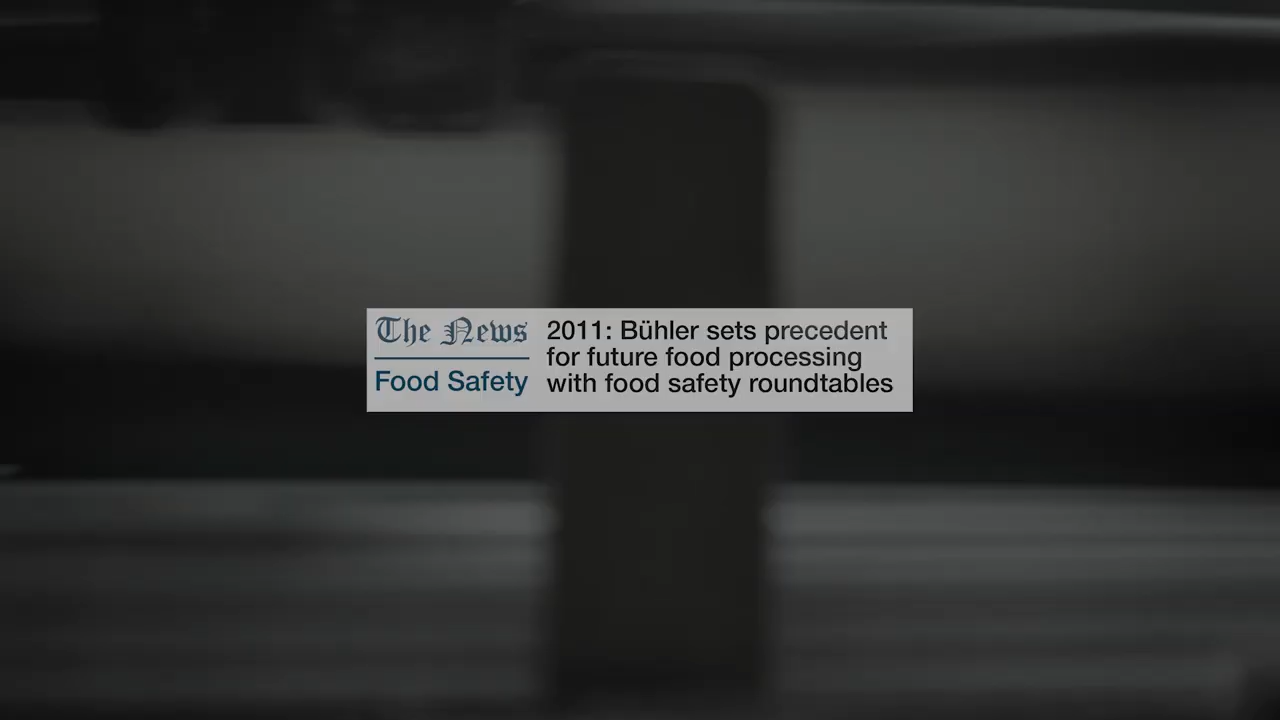 The News
Food Safety
2011: Bühler sets precedent
for future food processing
with food safety roundtables